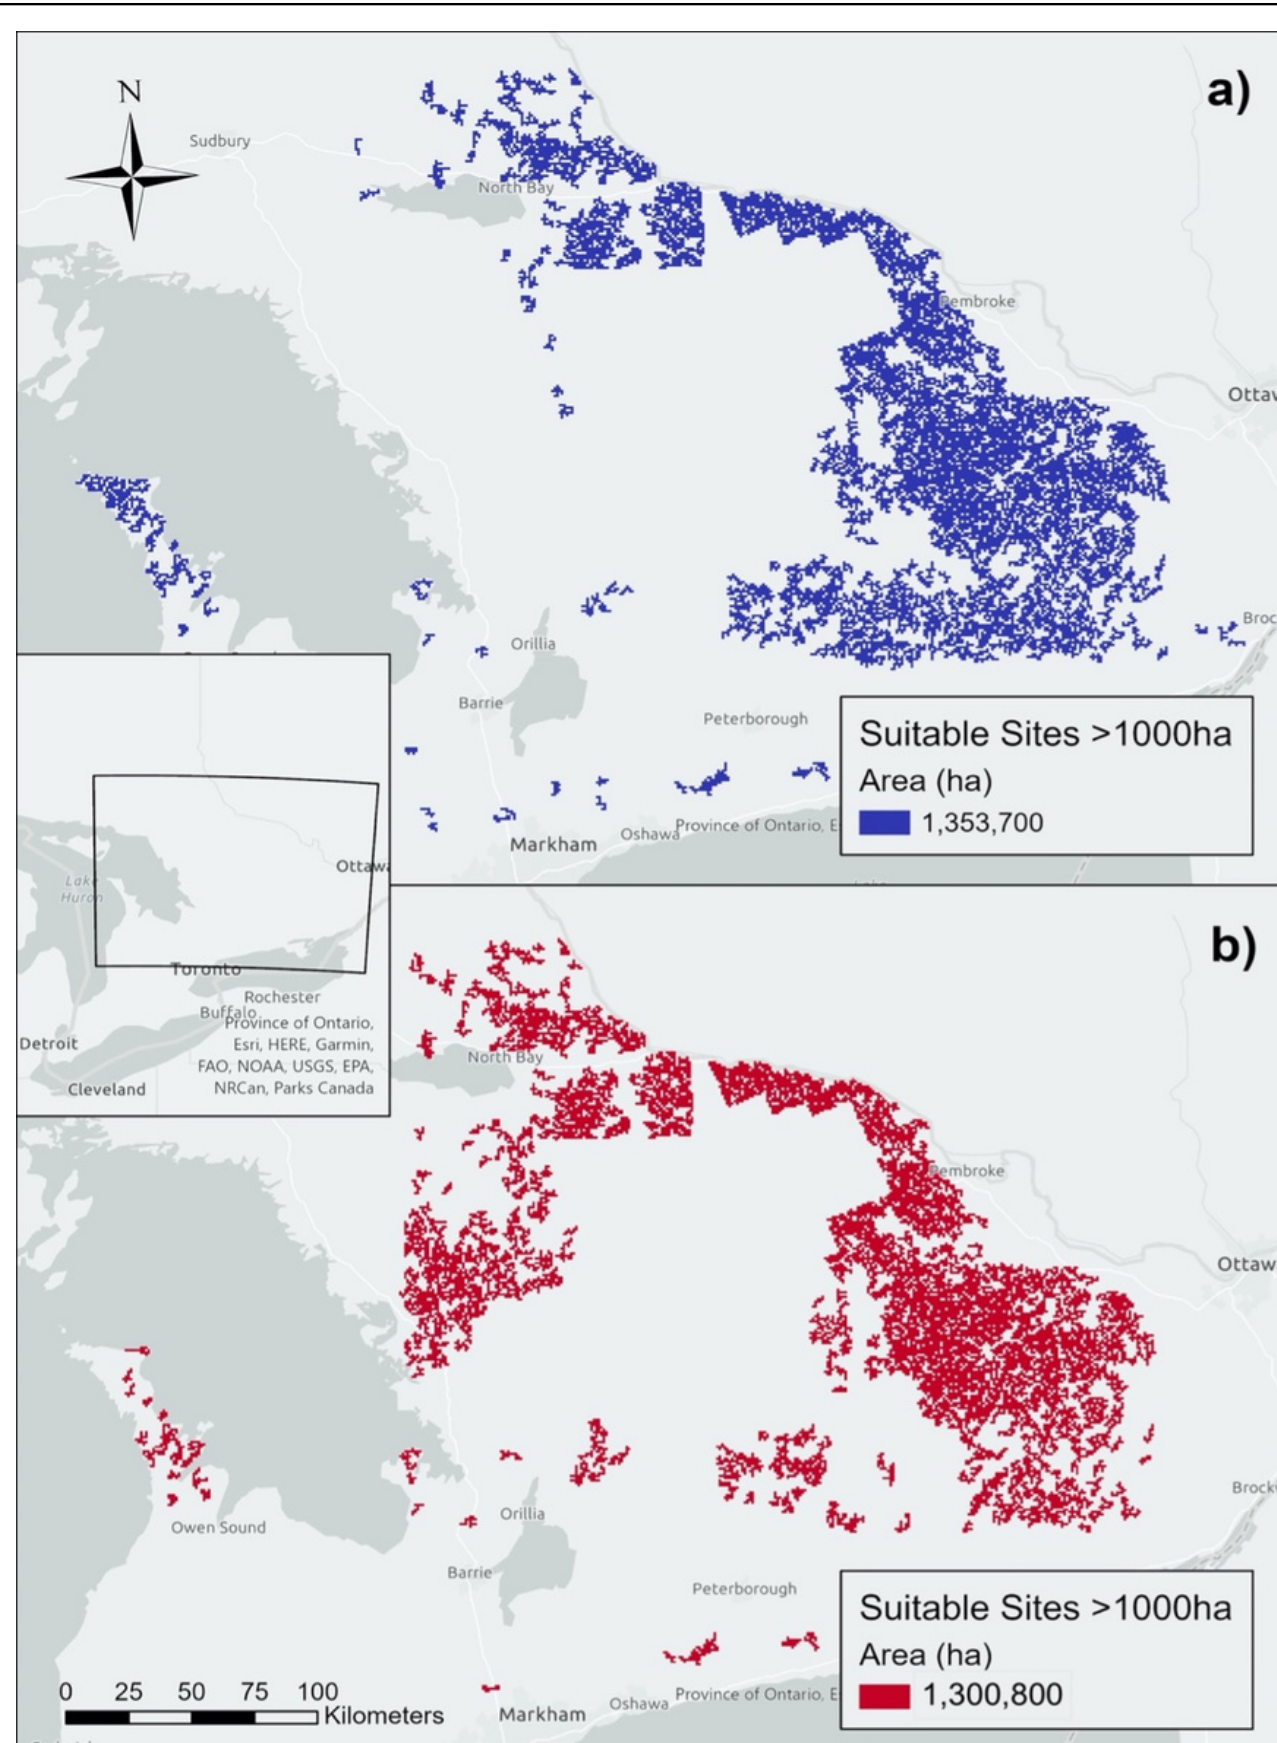 a)
N
Sudbury
North Bay
Pembroke
Ottaw
Orillia
Broc
Barrie
Peterborough
Suitable Sites >1000ha
Area (ha)
1,353,700
Province of Ontario, E
Oshawa
Markham
Ottawa
Lake
Huron
Toronto
Rochester
Buffalo
Province of Ontario,
Esri, HERE, Garmin,
FAO, NOAA, USGS, EPA,
NRCan, Parks Canada
Detroit
Cleveland
b)
North Bay
Pembroke
Ottaw
Brock
Orillia
Owen Sound
Barrie
Peterborough
Suitable Sites >1000ha
Area (ha)
1,300,800
Province of Ontario, E
Oshawa
Markham
0 25 50 75 100
Kilometers